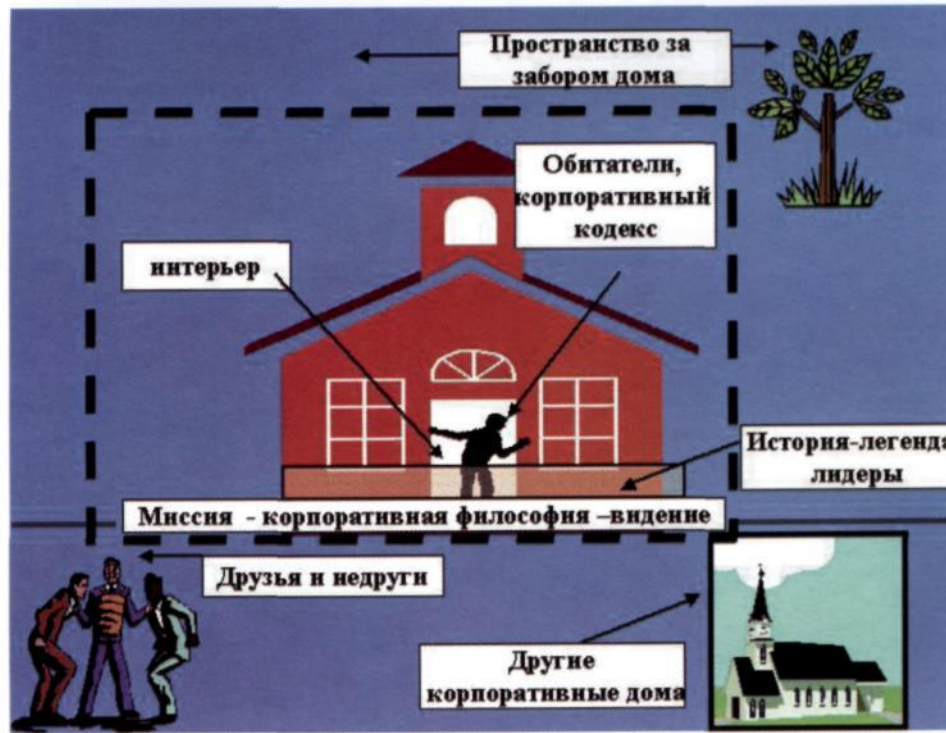 Пространство за
забором дома
Обитатели,
корпоративный
кодекс
интерьер
История-легенда
лидеры
Миссия - корпоративная философия –видение
Друзья и недруги
Другие
корпоративные дома